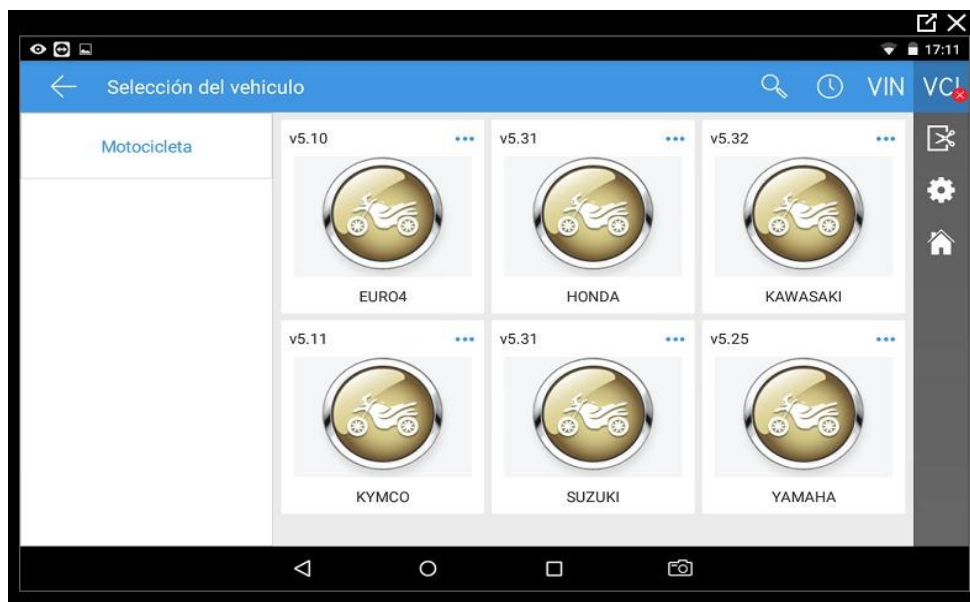 17:11
Selección del vehiculo
VIN
VCI
Motocicleta
v5.10
v5.31
v5.32
EURO4
HONDA
KAWASAKI
v5.11
v5.31
v5.25
KYMCO
SUZUKI
YAMAHA